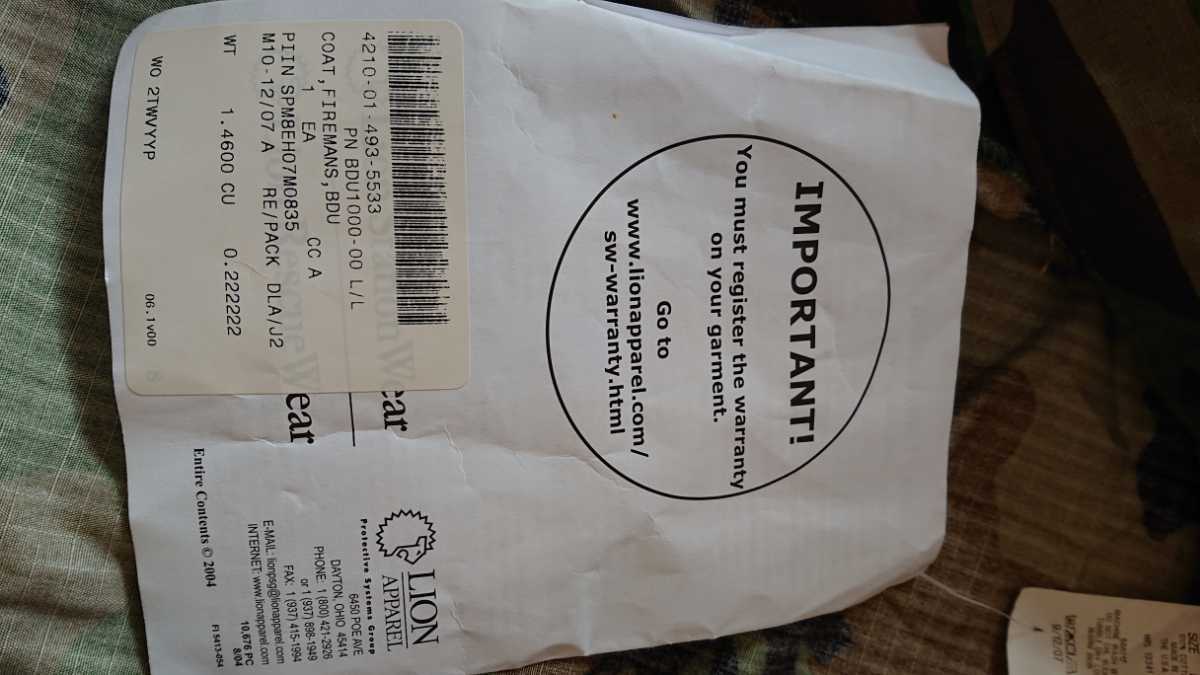 IMPORTANT!
You must register the warranty
on your garment.
Go to
www.lionapparel.com/
sw-warranty.html
4210-01-493-5533
PN BDU1000-00 L/L
COAT,FIREMANS,BDU
1 EA CC A
PIIN SPM8EH07M0835
M10-12/07 A RE/PACK DLA/J2
WT 1.4600 CU 0.222222
WO 2TWVYYP 06.1v00
ear
Wear
LION
APPAREL
Protective Systems Group
6450 POE AVE
DAYTON, OHIO 45414
PHONE: 1 (800) 421-2926
or 1 (937) 898-1949
FAX: 1 (937) 415-1994
E-MAIL: lionpsg@lionapparel.com
INTERNET: www.lionapparel.com
10,676 PC
8/04
Entire Contents © 2004
FI 5413-054
SIZE